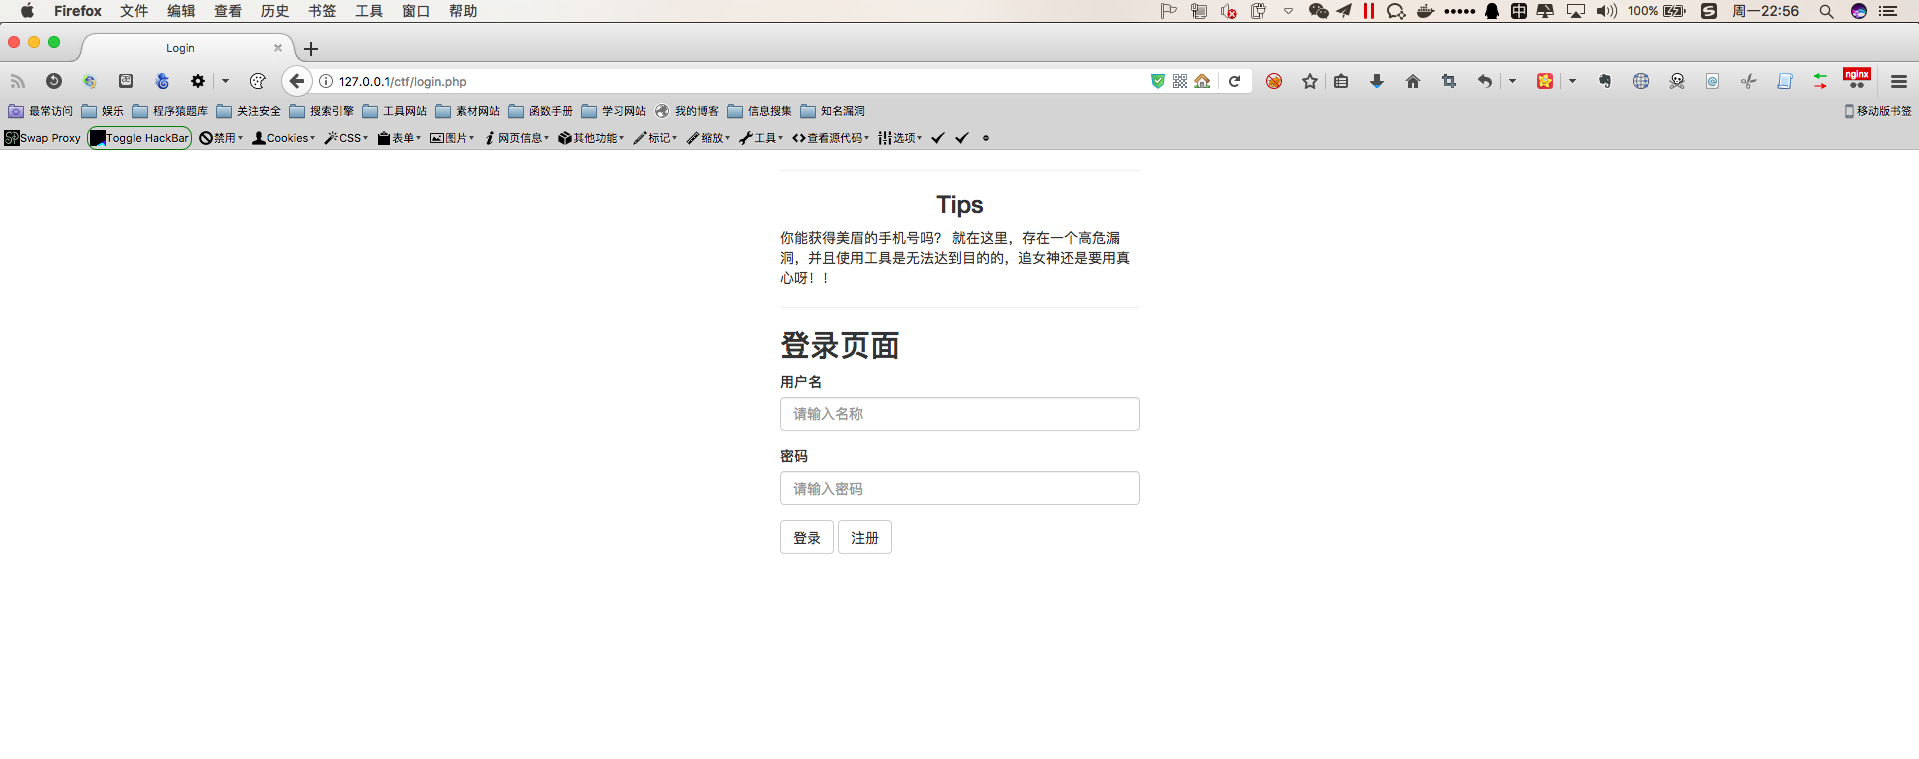 Firefox 文件 编辑 查看 历史 书签 工具 窗口 帮助 中 100% S 周一22:56
Login
127.0.0.1/ctf/login.php nginx
最常访问 娱乐 程序猿题库 关注安全 搜索引擎 工具网站 素材网站 函数手册 学习网站 我的博客 信息搜集 知名漏洞 移动版书签
SP Swap Proxy Toggle HackBar 禁用 Cookies CSS 表单 图片 网页信息 其他功能 标记 缩放 工具 查看源代码 选项
Tips
你能获得美眉的手机号吗? 就在这里，存在一个高危漏
洞，并且使用工具是无法达到目的的，追女神还是要用真
心呀！！
登录页面
用户名
请输入名称
密码
请输入密码
登录 注册